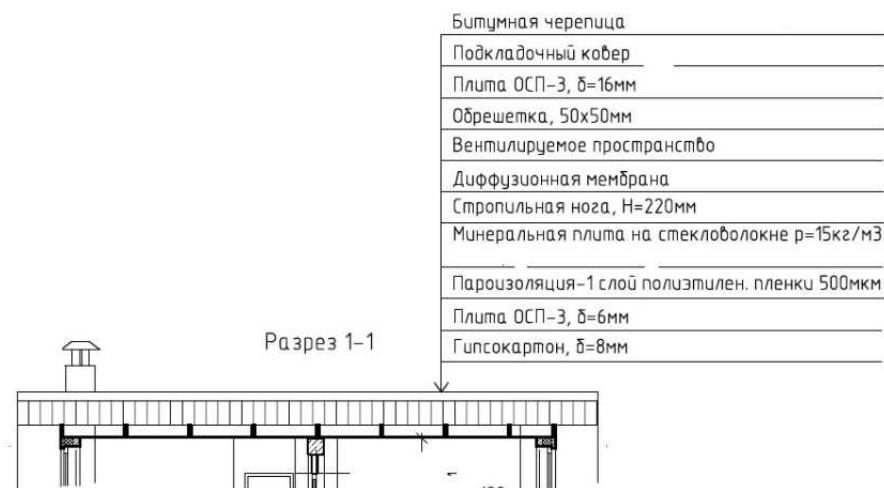 Битумная черепица
Подкладочный ковер
Плита ОСП-3, δ=16мм
Обрешетка, 50х50мм
Вентилируемое пространство
Диффузионная мембрана
Стропильная нога, Н=220мм
Минеральная плита на стекловолокне р=15кг/м3
Пароизоляция-1 слой полиэтилен. пленки 500мкм
Плита ОСП-3, δ=6мм
Гипсокартон, δ=8мм
Разрез 1-1